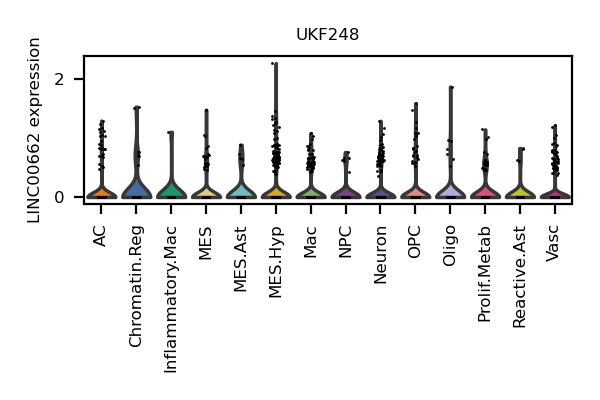 UKF248
LINC00662 expression
2
0
AC
Chromatin.Reg
Inflammatory.Mac
MES
MES.Ast
MES.Hyp
Mac
NPC
Neuron
OPC
Oligo
Prolif.Metab
Reactive.Ast
Vasc